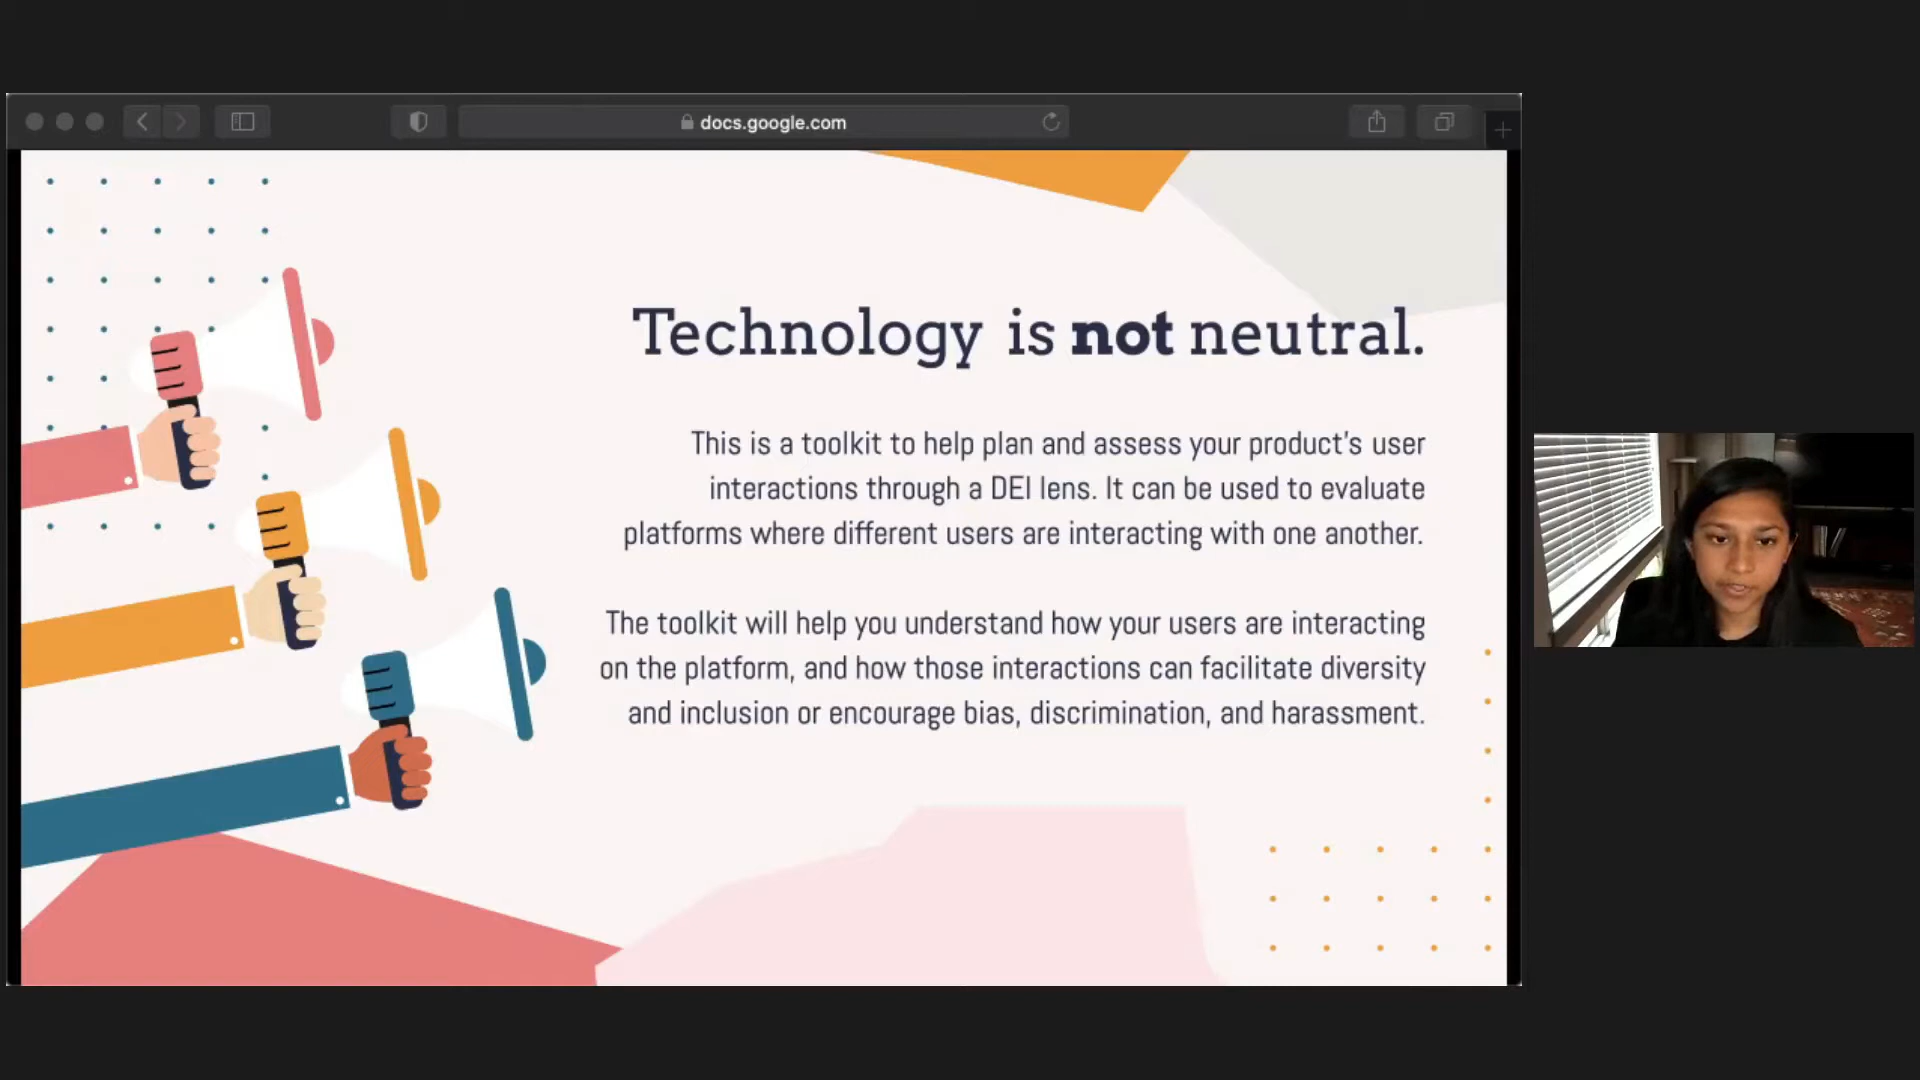 docs.google.com
Technology is not neutral.
This is a toolkit to help plan and assess your product's user
interactions through a DEI lens. It can be used to evaluate
platforms where different users are interacting with one another.
The toolkit will help you understand how your users are interacting
on the platform, and how those interactions can facilitate diversity
and inclusion or encourage bias, discrimination, and harassment.